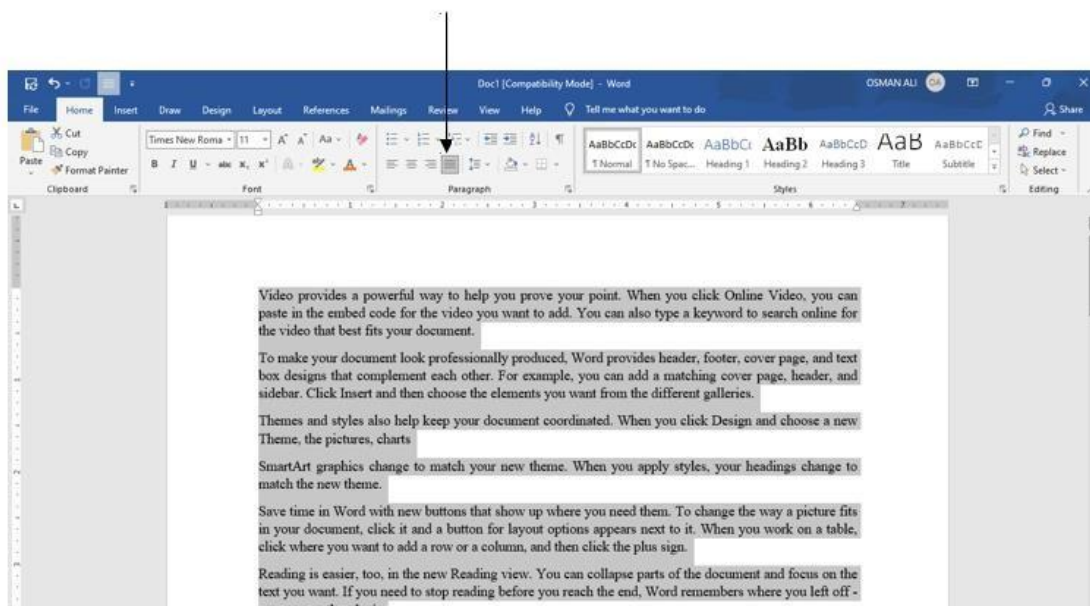 Doc1 [Compatibility Mode] - Word
OSMAN ALI
OA
File Home Insert Draw Design Layout References Mailings Review View Help Tell me what you want to do
Share
Paste
Cut
Copy
Format Painter
Clipboard
Times New Roma 11
Aa
B I U abc X, X' A
Font
Paragraph
AaBbCcDc AaBbCcDc AaBbCc AaBb AaBbCcD AaB AaBbCcE
¶ Normal ¶ No Spac... Heading 1 Heading 2 Heading 3 Title Subtitle
Styles
Find
Replace
Select
Editing
1 2 3 4 5 6 7
Video provides a powerful way to help you prove your point. When you click Online Video, you can
paste in the embed code for the video you want to add. You can also type a keyword to search online for
the video that best fits your document.
To make your document look professionally produced, Word provides header, footer, cover page, and text
box designs that complement each other. For example, you can add a matching cover page, header, and
sidebar. Click Insert and then choose the elements you want from the different galleries.
Themes and styles also help keep your document coordinated. When you click Design and choose a new
Theme, the pictures, charts
SmartArt graphics change to match your new theme. When you apply styles, your headings change to
match the new theme.
Save time in Word with new buttons that show up where you need them. To change the way a picture fits
in your document, click it and a button for layout options appears next to it. When you work on a table,
click where you want to add a row or a column, and then click the plus sign.
Reading is easier, too, in the new Reading view. You can collapse parts of the document and focus on the
text you want. If you need to stop reading before you reach the end, Word remembers where you left off -